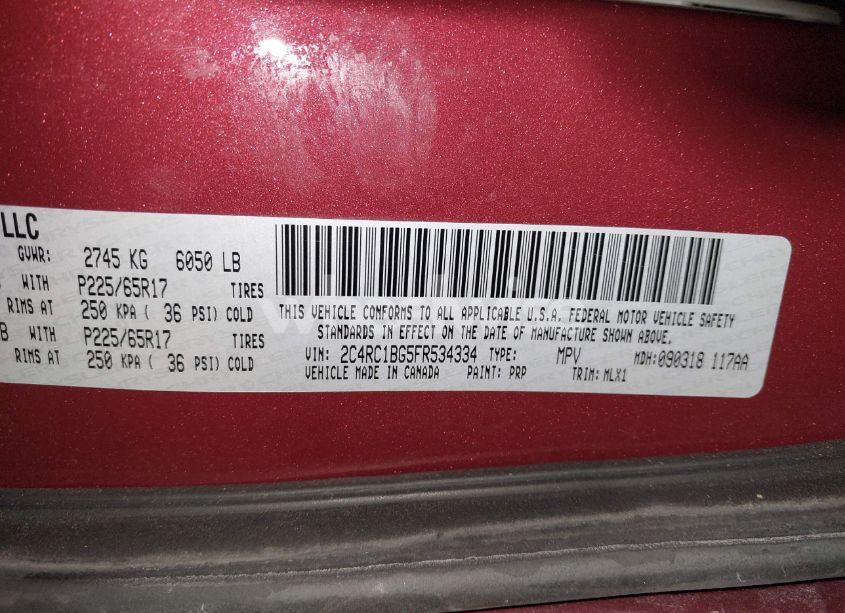 LLC
GVWR: 2745 KG 6050 LB
WITH P225/65R17 TIRES
RIMS AT 250 KPA ( 36 PSI) COLD
B WITH P225/65R17 TIRES
RIMS AT 250 KPA ( 36 PSI) COLD
THIS VEHICLE CONFORMS TO ALL APPLICABLE U.S.A. FEDERAL MOTOR VEHICLE SAFETY
STANDARDS IN EFFECT ON THE DATE OF MANUFACTURE SHOWN ABOVE.
VIN: 2C4RC1BG5FR534334 TYPE: MPV MDH:090318 117AA
VEHICLE MADE IN CANADA PAINT: PRP TRIM: MLX1